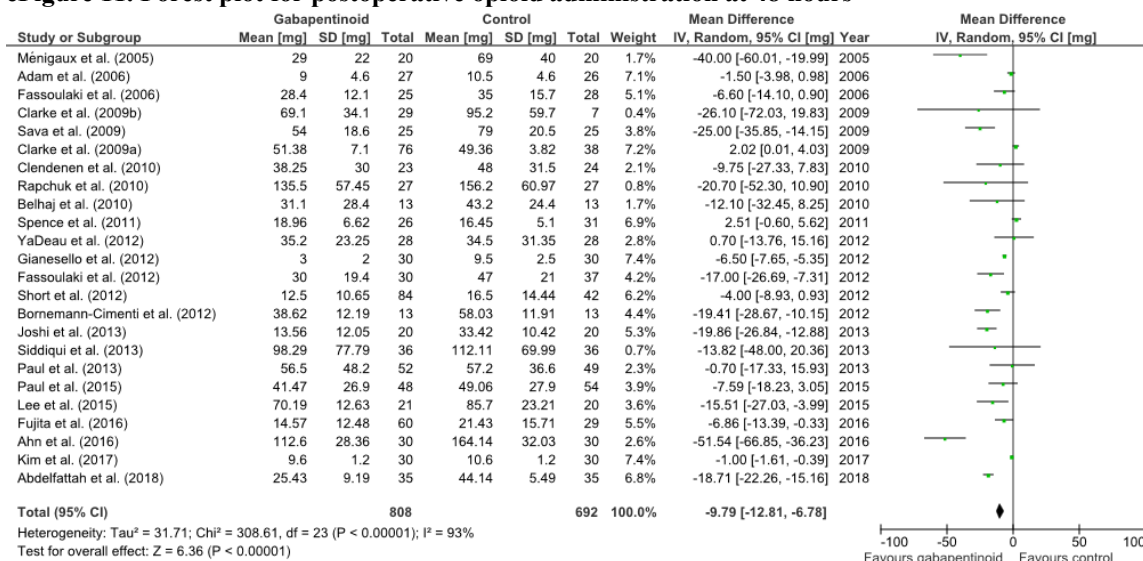 eFigure 11. Forest plot for postoperative opioid administration at 48 hours
Gabapentinoid Control Mean Difference Mean Difference
Study or Subgroup Mean [mg] SD [mg] Total Mean [mg] SD [mg] Total Weight IV, Random, 95% CI [mg] Year IV, Random, 95% CI [mg]
Ménigaux et al. (2005) 29 22 20 69 40 20 1.7% -40.00 [-60.01, -19.99] 2005
Adam et al. (2006) 9 4.6 27 10.5 4.6 26 7.1% -1.50 [-3.98, 0.98] 2006
Fassoulaki et al. (2006) 28.4 12.1 25 35 15.7 28 5.1% -6.60 [-14.10, 0.90] 2006
Clarke et al. (2009b) 69.1 34.1 29 95.2 59.7 7 0.4% -26.10 [-72.03, 19.83] 2009
Sava et al. (2009) 54 18.6 25 79 20.5 25 3.8% -25.00 [-35.85, -14.15] 2009
Clarke et al. (2009a) 51.38 7.1 76 49.36 3.82 38 7.2% 2.02 [0.01, 4.03] 2009
Clendenen et al. (2010) 38.25 30 23 48 31.5 24 2.1% -9.75 [-27.33, 7.83] 2010
Rapchuk et al. (2010) 135.5 57.45 27 156.2 60.97 27 0.8% -20.70 [-52.30, 10.90] 2010
Belhaj et al. (2010) 31.1 28.4 13 43.2 24.4 13 1.7% -12.10 [-32.45, 8.25] 2010
Spence et al. (2011) 18.96 6.62 26 16.45 5.1 31 6.9% 2.51 [-0.60, 5.62] 2011
YaDeau et al. (2012) 35.2 23.25 28 34.5 31.35 28 2.8% 0.70 [-13.76, 15.16] 2012
Gianesello et al. (2012) 3 2 30 9.5 2.5 30 7.4% -6.50 [-7.65, -5.35] 2012
Fassoulaki et al. (2012) 30 19.4 30 47 21 37 4.2% -17.00 [-26.69, -7.31] 2012
Short et al. (2012) 12.5 10.65 84 16.5 14.44 42 6.2% -4.00 [-8.93, 0.93] 2012
Bornemann-Cimenti et al. (2012) 38.62 12.19 13 58.03 11.91 13 4.4% -19.41 [-28.67, -10.15] 2012
Joshi et al. (2013) 13.56 12.05 20 33.42 10.42 20 5.3% -19.86 [-26.84, -12.88] 2013
Siddiqui et al. (2013) 98.29 77.79 36 112.11 69.99 36 0.7% -13.82 [-48.00, 20.36] 2013
Paul et al. (2013) 56.5 48.2 52 57.2 36.6 49 2.3% -0.70 [-17.33, 15.93] 2013
Paul et al. (2015) 41.47 26.9 48 49.06 27.9 54 3.9% -7.59 [-18.23, 3.05] 2015
Lee et al. (2015) 70.19 12.63 21 85.7 23.21 20 3.6% -15.51 [-27.03, -3.99] 2015
Fujita et al. (2016) 14.57 12.48 60 21.43 15.71 29 5.5% -6.86 [-13.39, -0.33] 2016
Ahn et al. (2016) 112.6 28.36 30 164.14 32.03 30 2.6% -51.54 [-66.85, -36.23] 2016
Kim et al. (2017) 9.6 1.2 30 10.6 1.2 30 7.4% -1.00 [-1.61, -0.39] 2017
Abdelfattah et al. (2018) 25.43 9.19 35 44.14 5.49 35 6.8% -18.71 [-22.26, -15.16] 2018
Total (95% CI) 808 692 100.0% -9.79 [-12.81, -6.78]
Heterogeneity: Tau² = 31.71; Chi² = 308.61, df = 23 (P < 0.00001); I² = 93%
Test for overall effect: Z = 6.36 (P < 0.00001)
-100 -50 0 50 100
Favours gabapentinoid Favours control